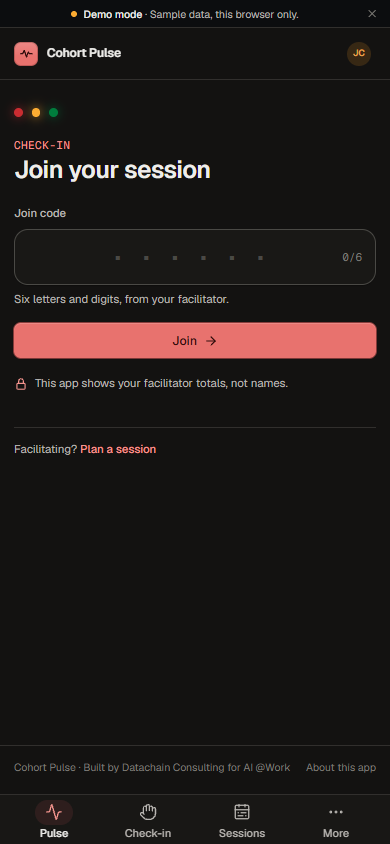 Demo mode · Sample data, this browser only.
Cohort Pulse
JC
CHECK-IN
Join your session
Join code
0/6
Six letters and digits, from your facilitator.
Join →
This app shows your facilitator totals, not names.
Facilitating? Plan a session
Cohort Pulse · Built by Datachain Consulting for AI @Work About this app
Pulse Check-in Sessions More